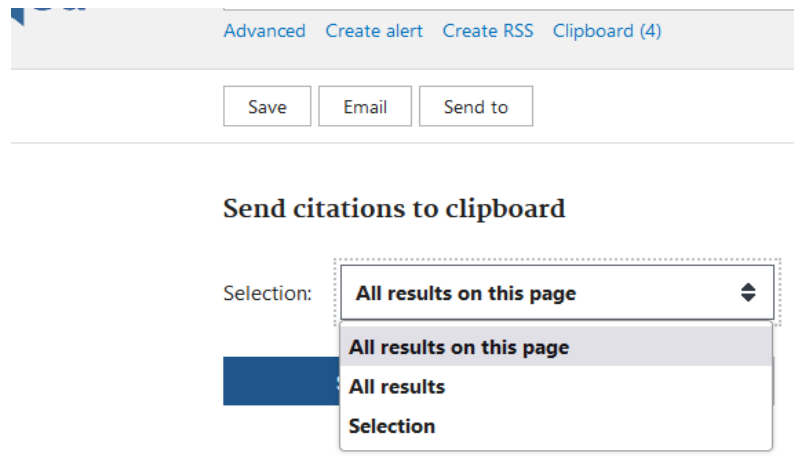 Advanced Create alert Create RSS Clipboard (4)
Save Email Send to
Send citations to clipboard
Selection: All results on this page
All results on this page
All results
Selection